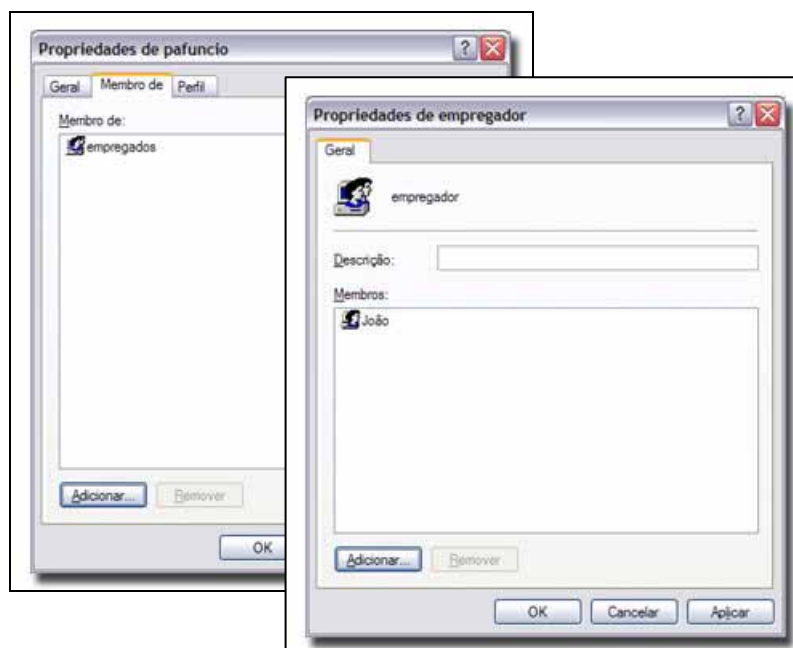 Propriedades de pafuncio
Geral Membro de Perfil
Membro de:
empregados
Adicionar... Remover
OK
Propriedades de empregador
Geral
empregador
Descrição:
Membros:
João
Adicionar... Remover
OK Cancelar Aplicar